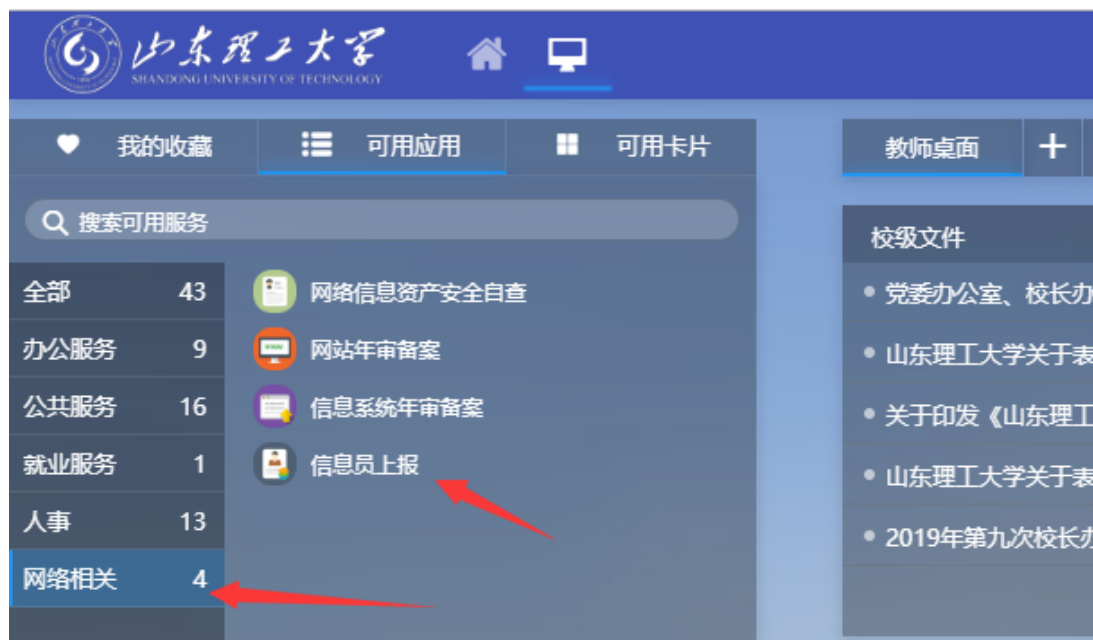 山东理工大学
SHANDONG UNIVERSITY OF TECHNOLOGY
我的收藏
可用应用
可用卡片
搜索可用服务
全部 43
办公服务 9
公共服务 16
就业服务 1
人事 13
网络相关 4
网络信息资产安全自查
网站年审备案
信息系统年审备案
信息员上报
教师桌面
校级文件
党委办公室、校长办
山东理工大学关于表
关于印发《山东理工
山东理工大学关于表
2019年第九次校长办